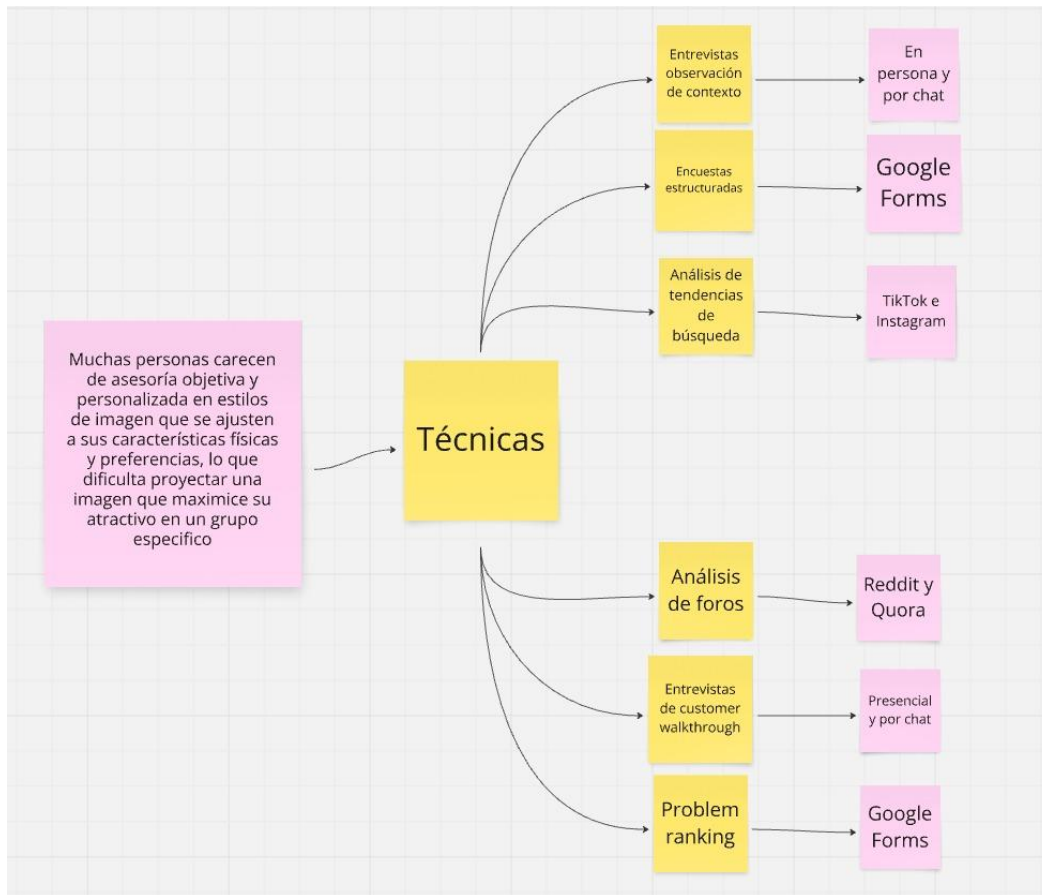 Muchas personas carecen
de asesoría objetiva y
personalizada en estilos
de imagen que se ajusten
a sus características físicas
y preferencias, lo que
dificulta proyectar una
imagen que maximice su
atractivo en un grupo
especifico
Técnicas
Entrevistas
observación
de contexto
En
persona y
por chat
Encuestas
estructuradas
Google
Forms
Análisis de
tendencias
de
búsqueda
TikTok e
Instagram
Análisis
de foros
Reddit y
Quora
Entrevistas
de customer
walkthrough
Presencial
y por chat
Problem
ranking
Google
Forms